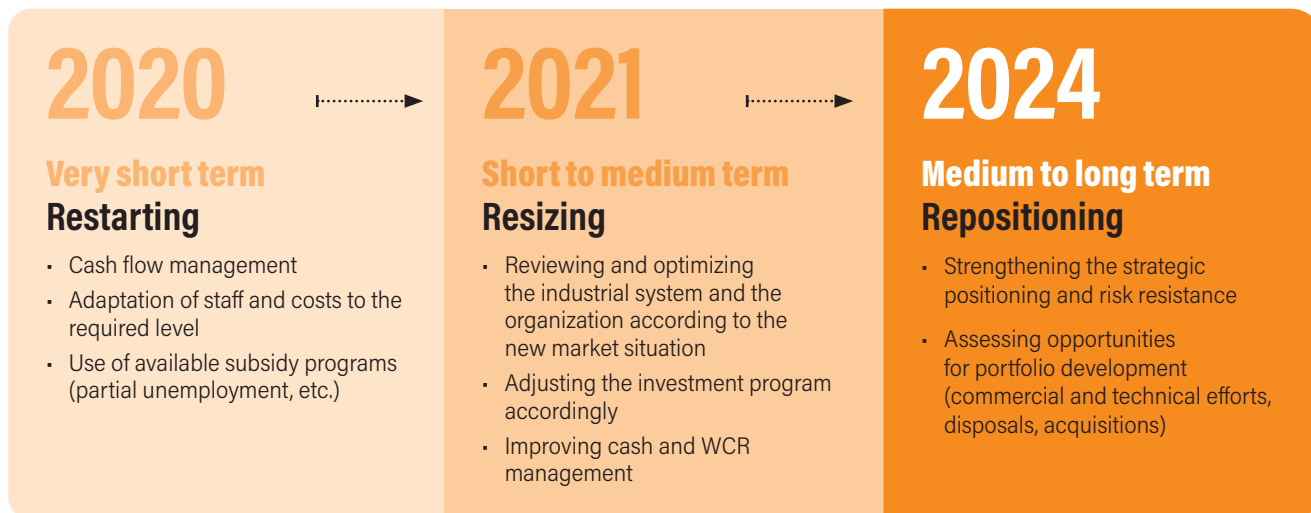 2020
Very short term
Restarting
· Cash flow management
· Adaptation of staff and costs to the
required level
· Use of available subsidy programs
(partial unemployment, etc.)
2021
Short to medium term
Resizing
· Reviewing and optimizing
the industrial system and the
organization according to the
new market situation
· Adjusting the investment program
accordingly
· Improving cash and WCR
management
2024
Medium to long term
Repositioning
· Strengthening the strategic
positioning and risk resistance
· Assessing opportunities
for portfolio development
(commercial and technical efforts,
disposals, acquisitions)